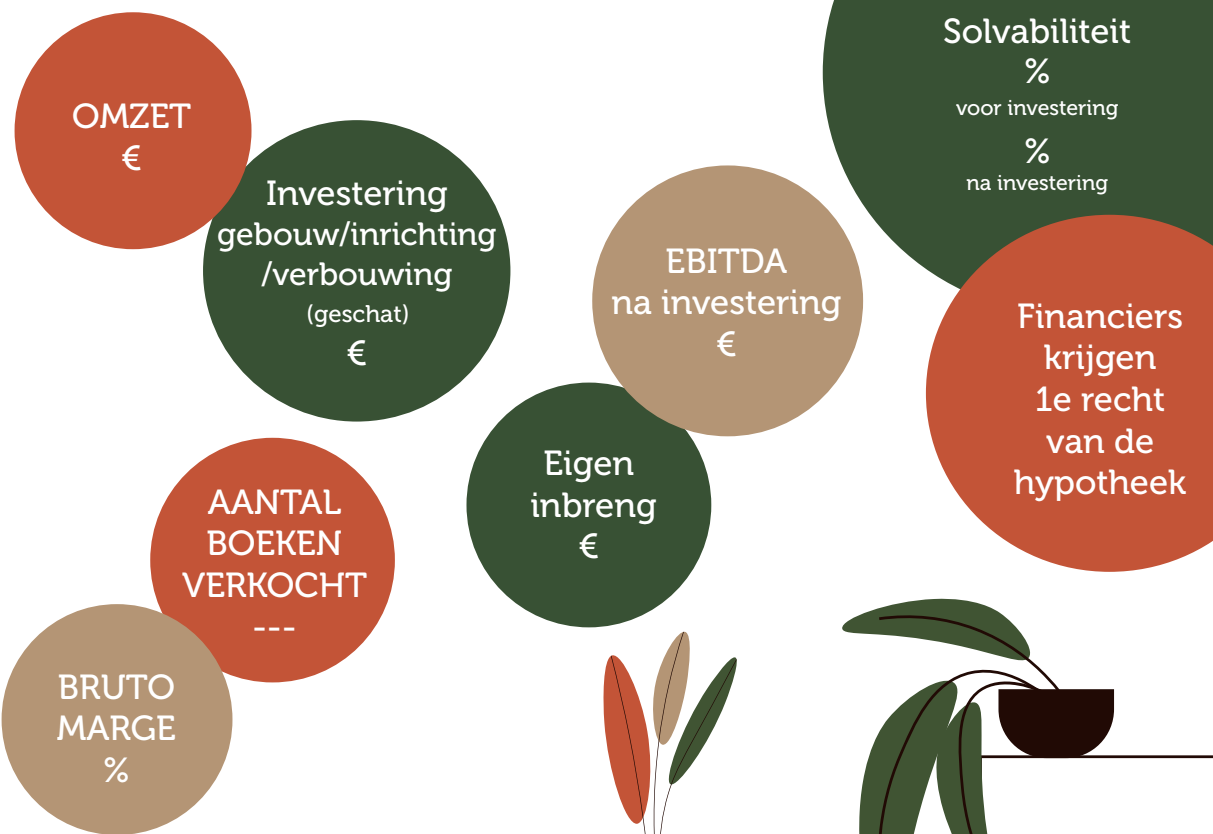 OMZET
€
Investering
gebouw/inrichting
/verbouwing
(geschat)
€
EBITDA
na investering
€
Solvabiliteit
%
voor investering
%
na investering
Financiers
krijgen
1e recht
van de
hypotheek
Eigen
inbreng
€
AANTAL
BOEKEN
VERKOCHT
---
BRUTO
MARGE
%